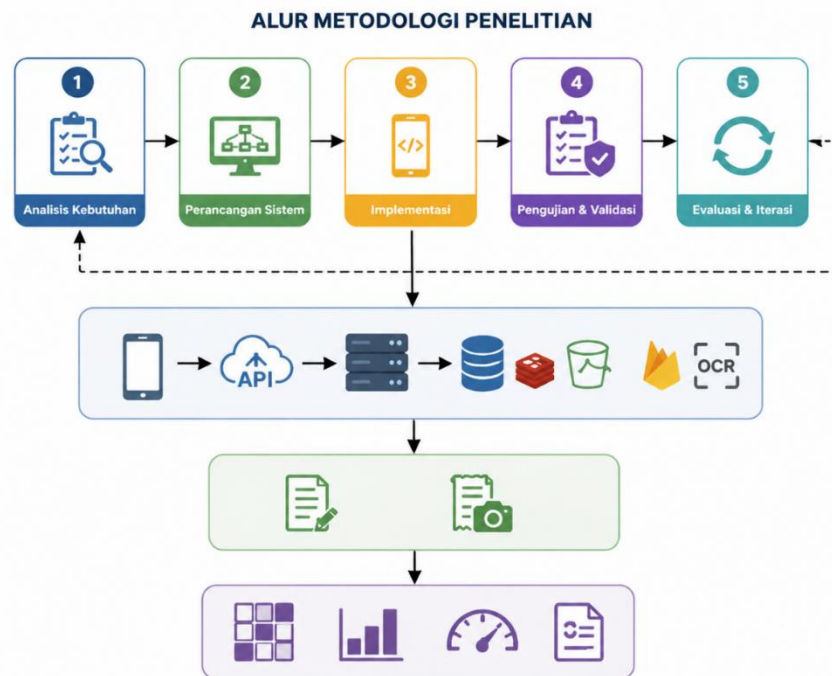 ALUR METODOLOGI PENELITIAN
1
2
3
4
5
</>
Analisis Kebutuhan
Perancangan Sistem
Implementasi
Pengujian & Validasi
Evaluasi & Iterasi
API
OCR